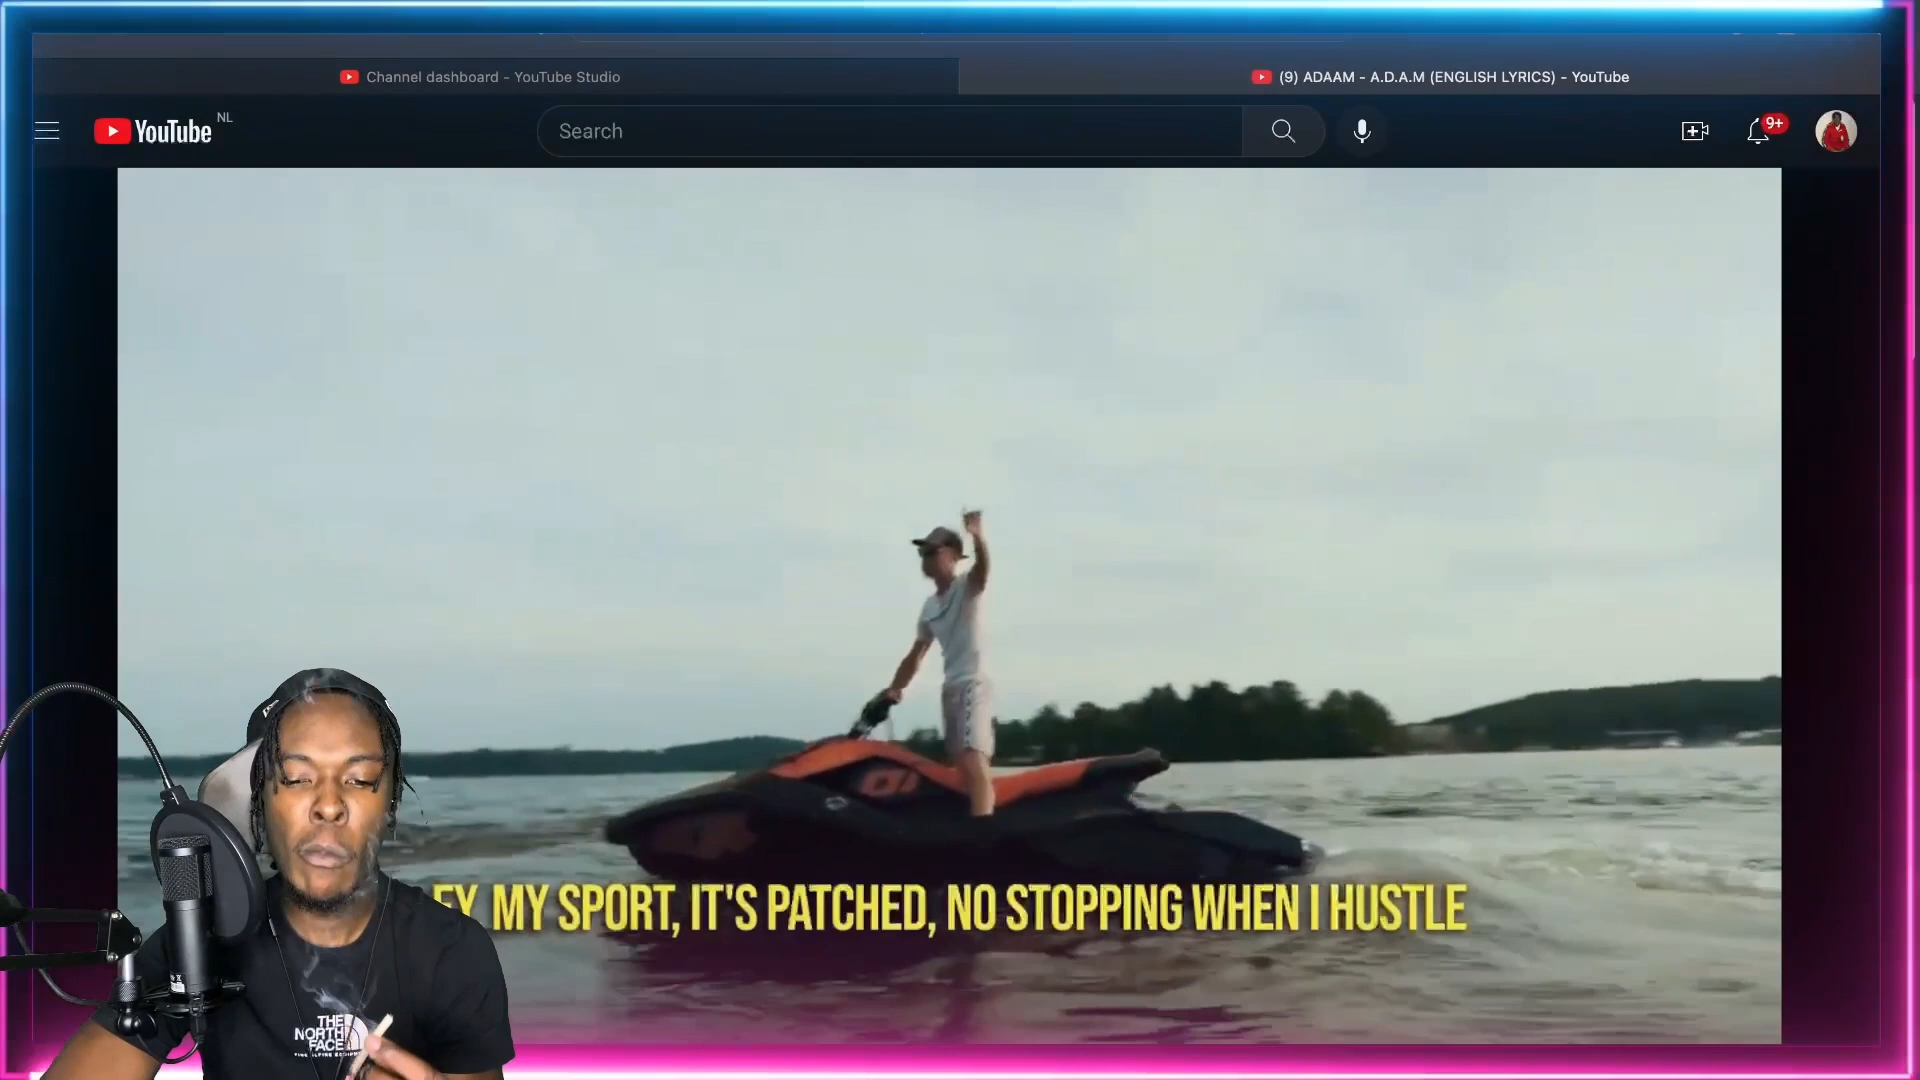 Channel dashboard - YouTube Studio
(9) ADAAM - A.D.A.M (ENGLISH LYRICS) - YouTube
YouTube NL
Search
9+
EY MY SPORT, IT'S PATCHED, NO STOPPING WHEN I HUSTLE
THE
NORTH
FACE